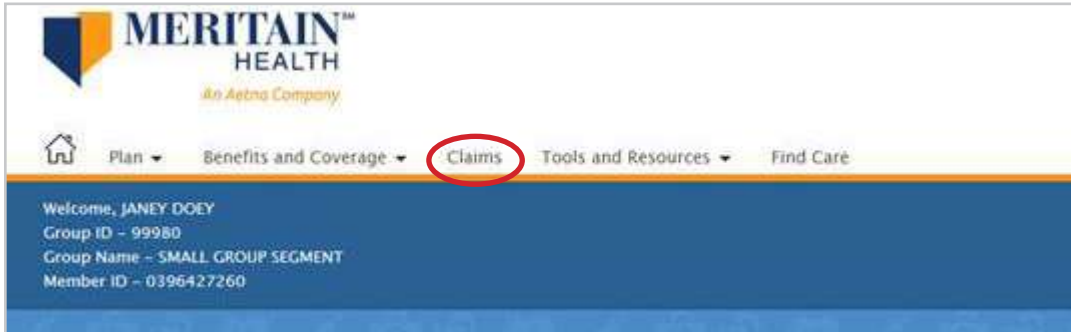 MERITAIN℠
HEALTH
An Aetna Company
Plan Benefits and Coverage Claims Tools and Resources Find Care
Welcome, JANEY DOEY
Group ID – 99980
Group Name – SMALL GROUP SEGMENT
Member ID – 0396427260